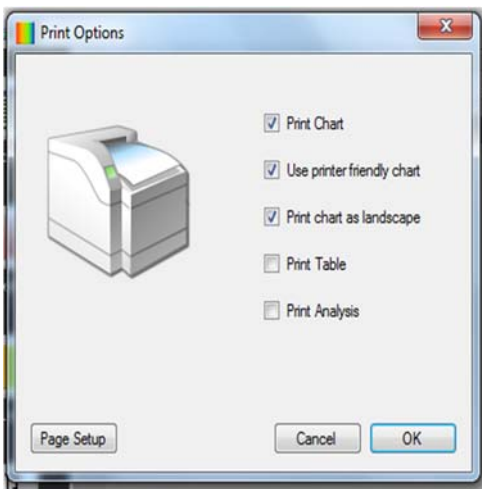 Print Options
Print Chart
Use printer friendly chart
Print chart as landscape
Print Table
Print Analysis
Page Setup
Cancel
OK